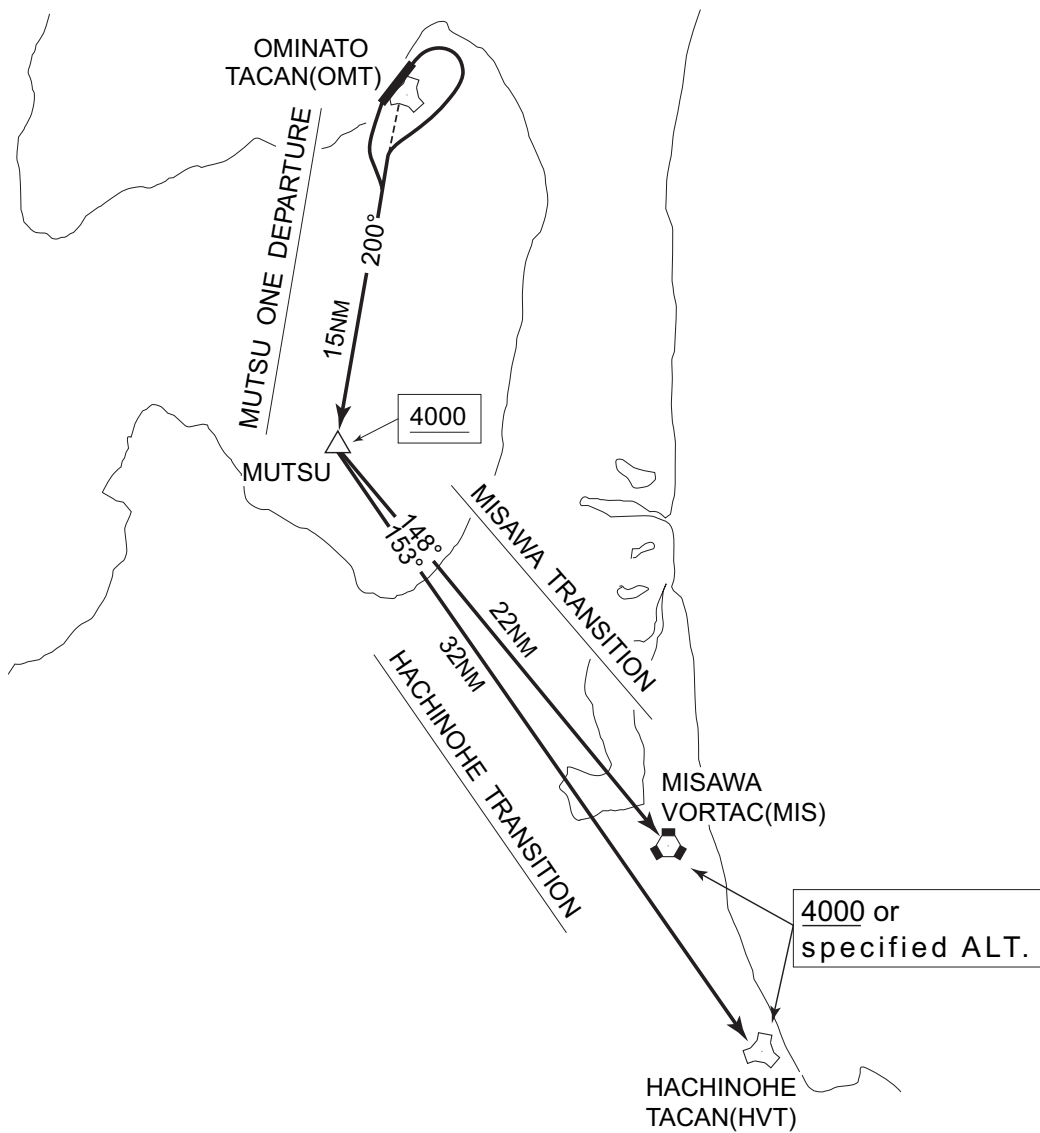 OMINATO
TACAN(OMT)
MUTSU ONE DEPARTURE
200°
15NM
4000
MUTSU
148°
153°
MISAWA TRANSITION
22NM
32NM
HACHINOHE TRANSITION
MISAWA
VORTAC(MIS)
4000 or
specified ALT.
HACHINOHE
TACAN(HVT)